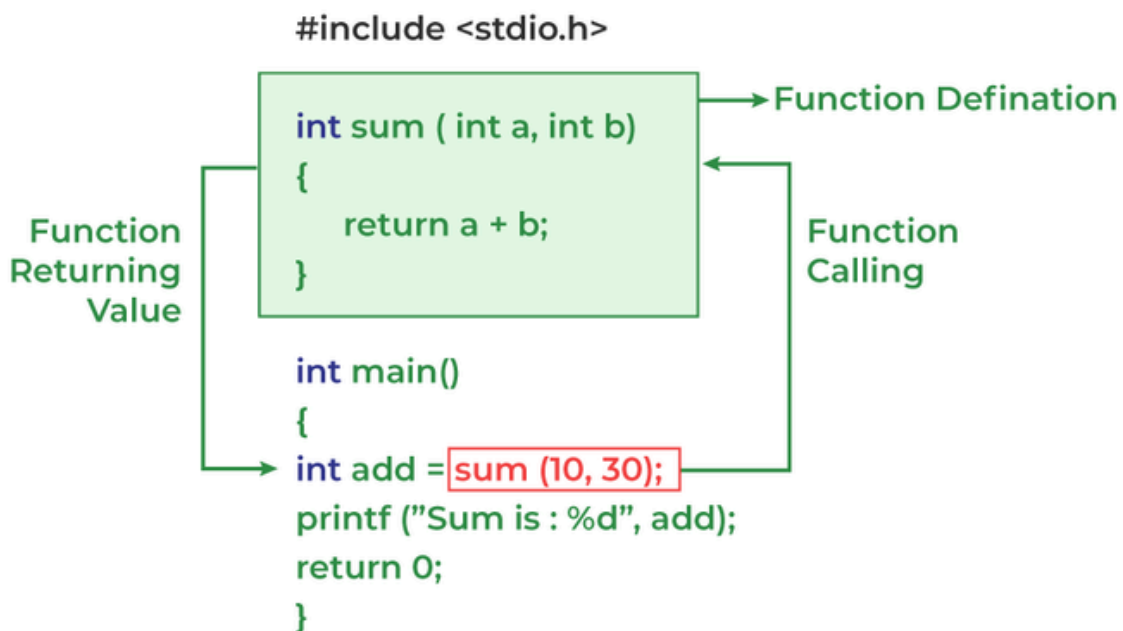 #include <stdio.h>
int sum ( int a, int b)
{
return a + b;
}
Function Defination
Function
Returning
Value
Function
Calling
int main()
{
int add = sum (10, 30);
printf (”Sum is : %d”, add);
return 0;
}